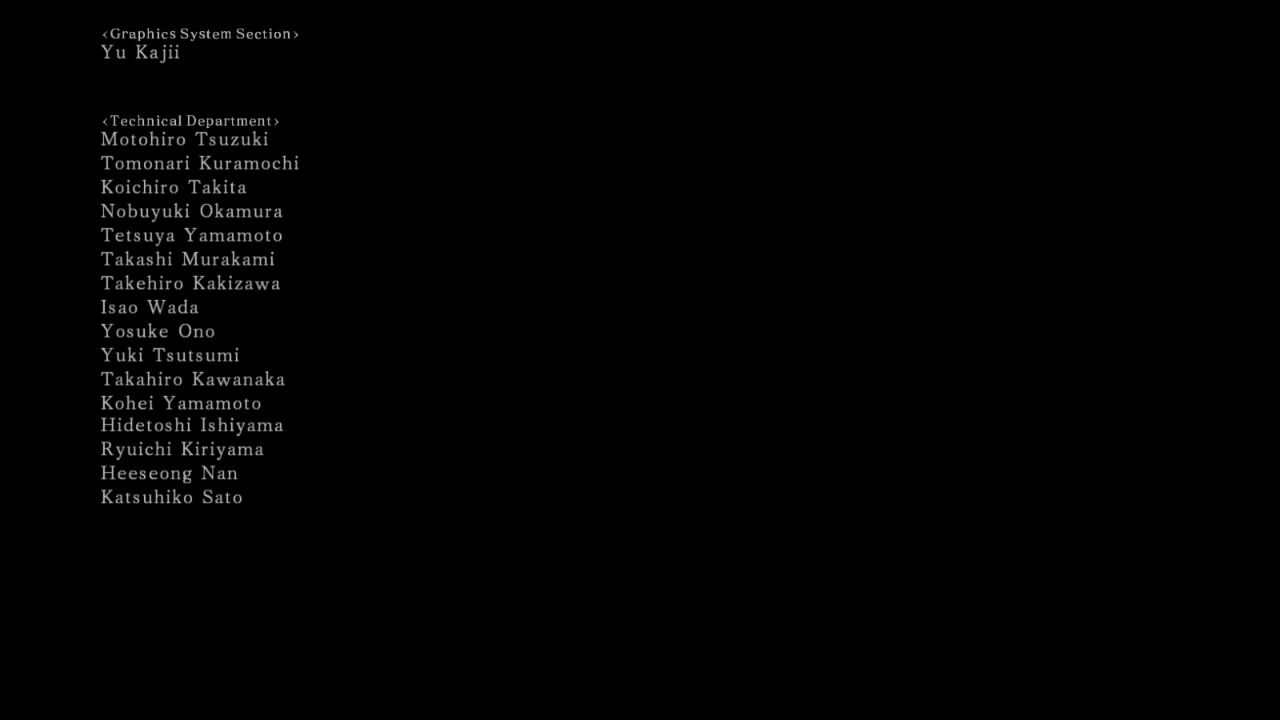 ‹Graphics System Section›
Yu Kajii
‹Technical Department›
Motohiro Tsuzuki
Tomonari Kuramochi
Koichiro Takita
Nobuyuki Okamura
Tetsuya Yamamoto
Takashi Murakami
Takehiro Kakizawa
Isao Wada
Yosuke Ono
Yuki Tsutsumi
Takahiro Kawanaka
Kohei Yamamoto
Hidetoshi Ishiyama
Ryuichi Kiriyama
Heeseong Nan
Katsuhiko Sato